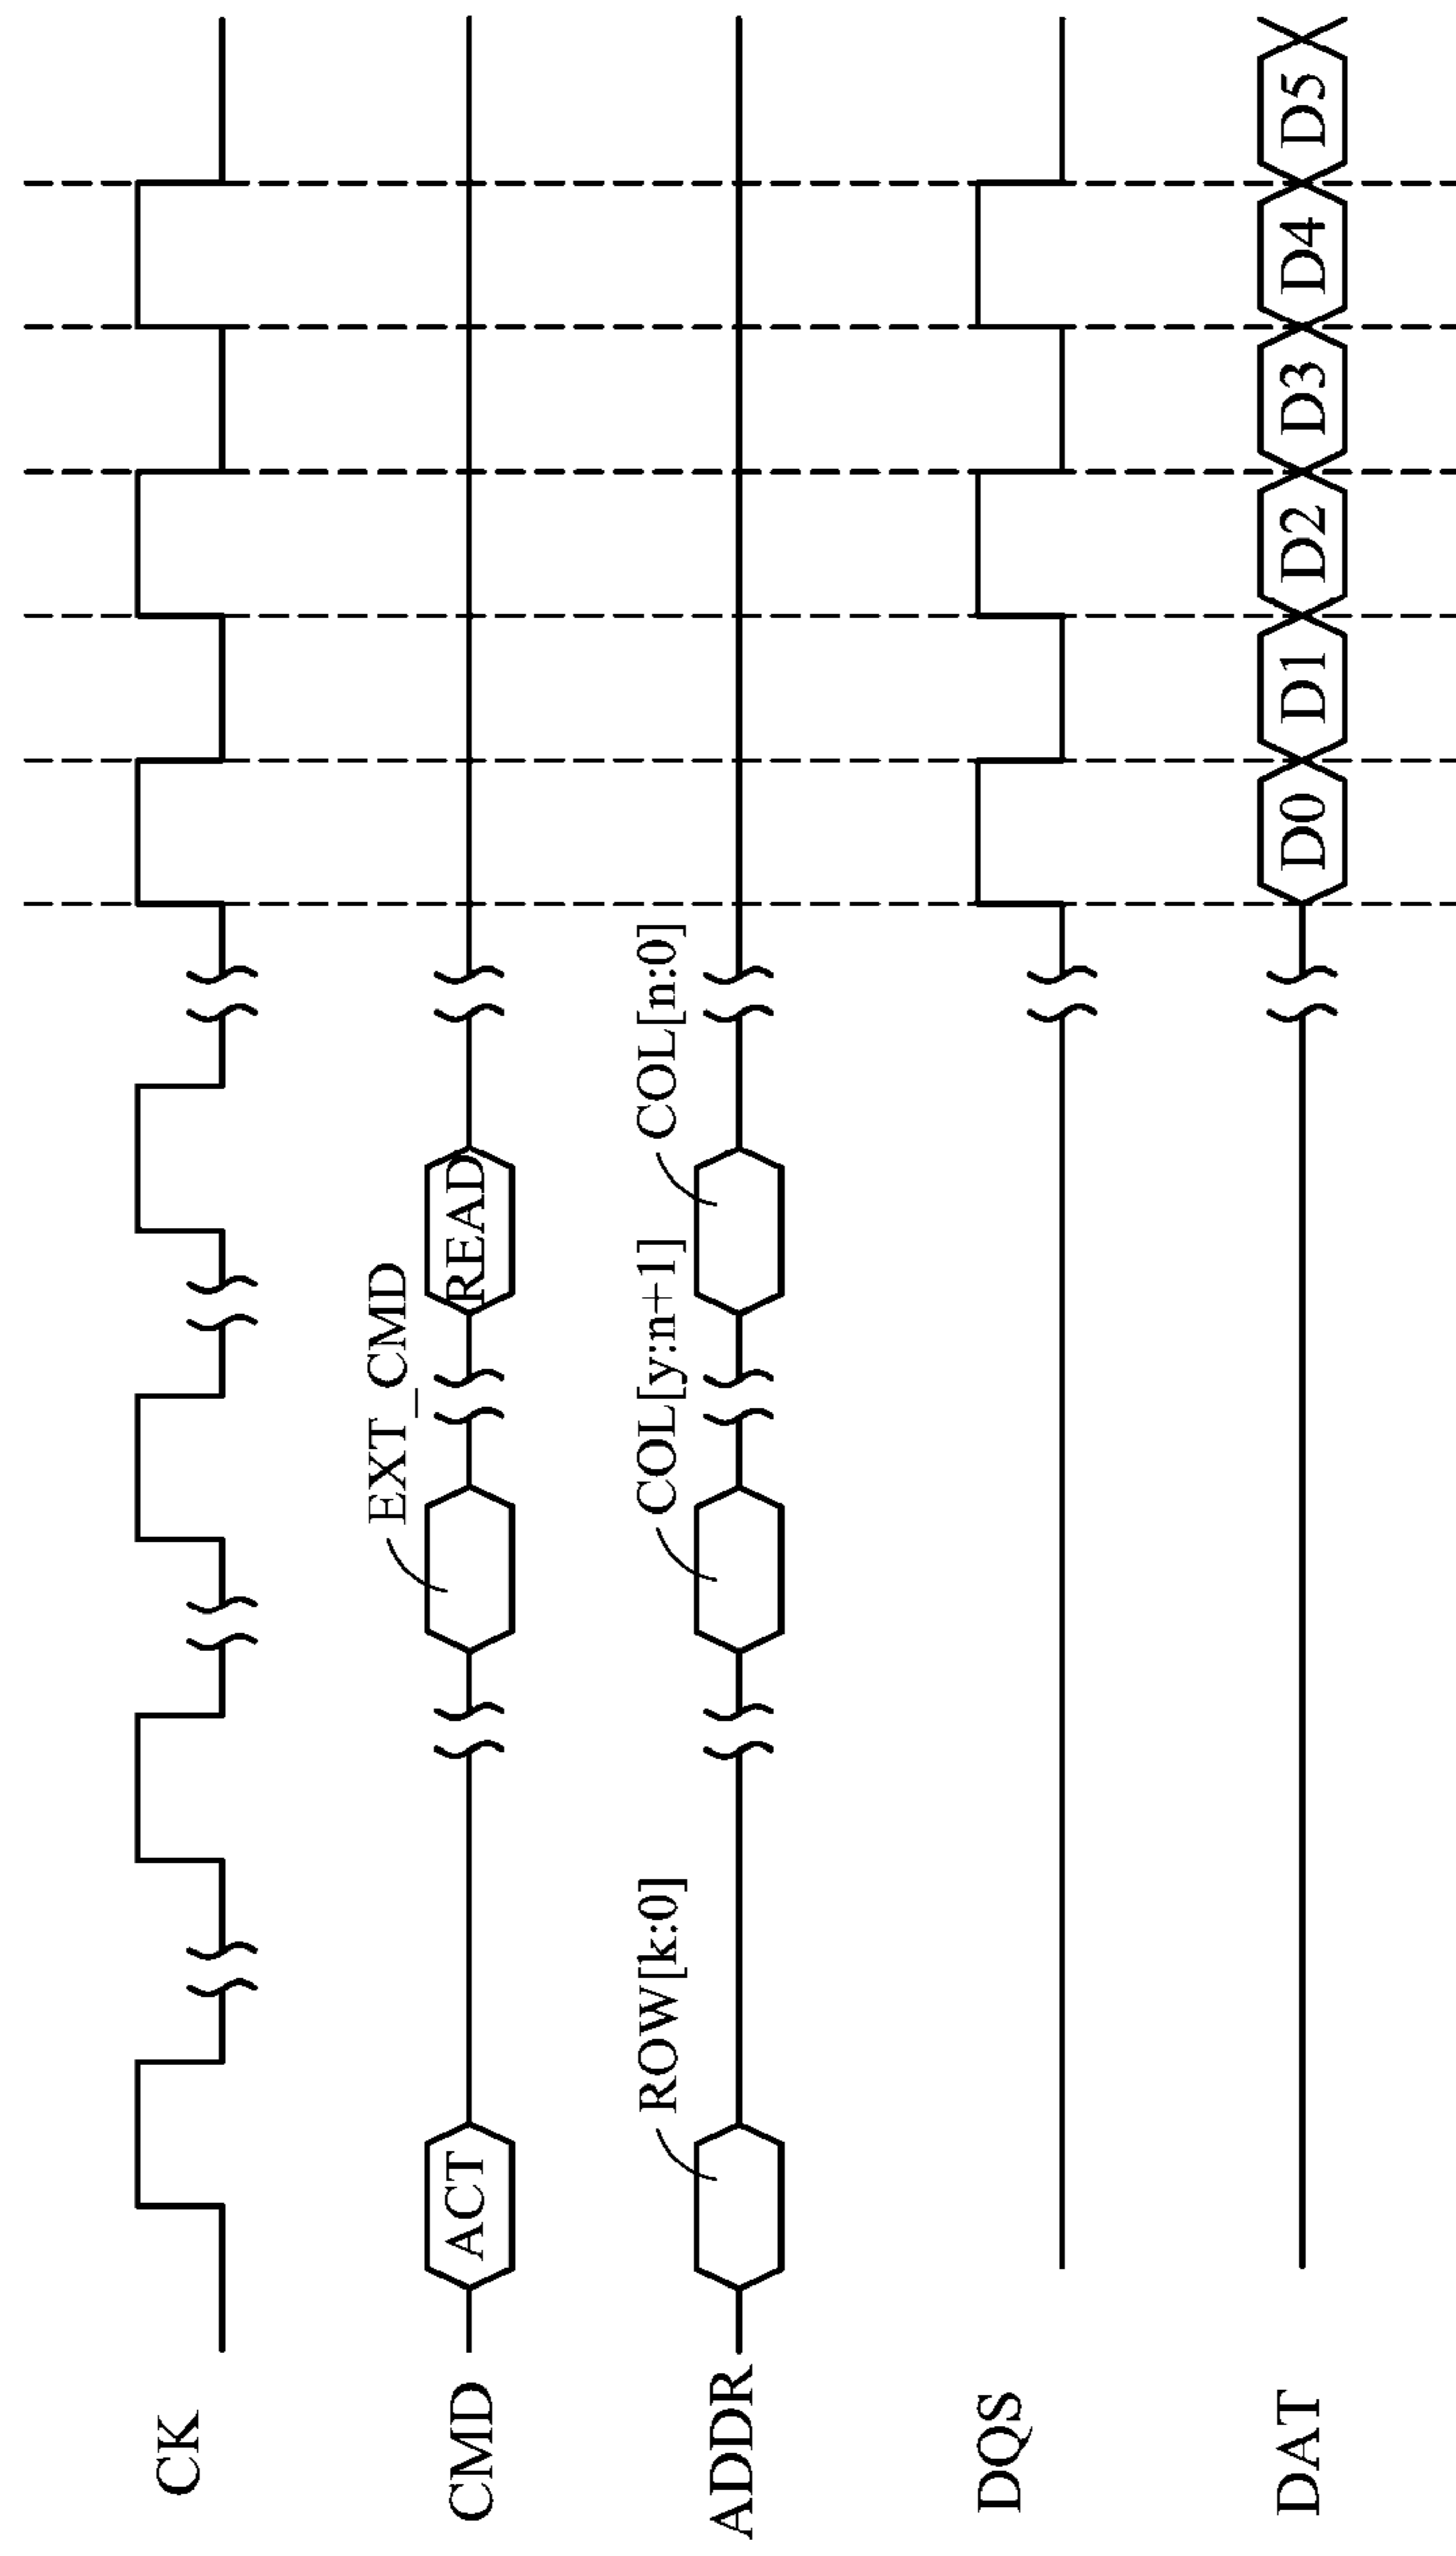 CK
CMD
ACT
EXT_CMD
READ
ADDR
ROW[k:0]
COL[y:n+1]
COL[n:0]
DQS
DAT
D0
D1
D2
D3
D4
D5